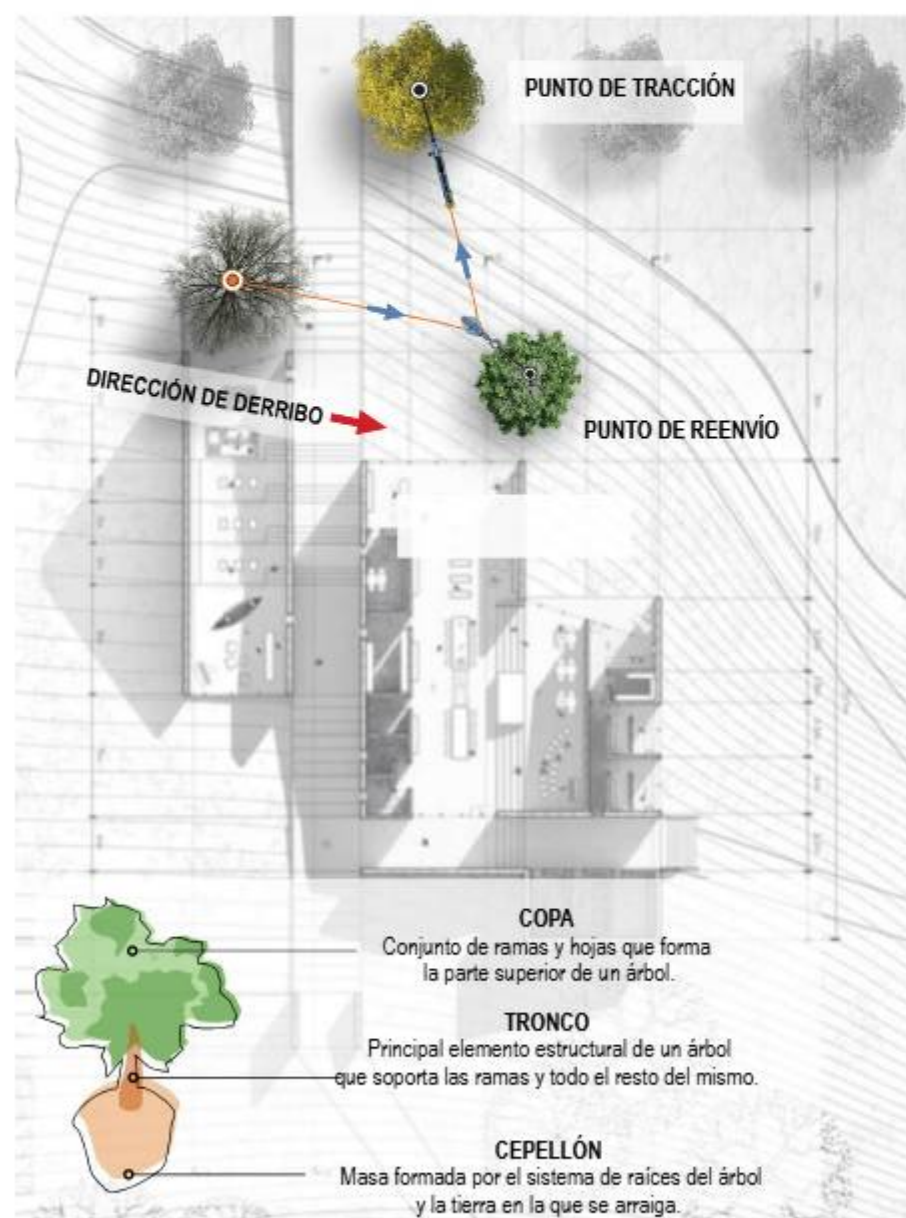 PUNTO DE TRACCIÓN
DIRECCIÓN DE DERRIBO
PUNTO DE REENVÍO
COPA
Conjunto de ramas y hojas que forma
la parte superior de un árbol.
TRONCO
Principal elemento estructural de un árbol
que soporta las ramas y todo el resto del mismo.
CEPELLÓN
Masa formada por el sistema de raíces del árbol
y la tierra en la que se arraiga.